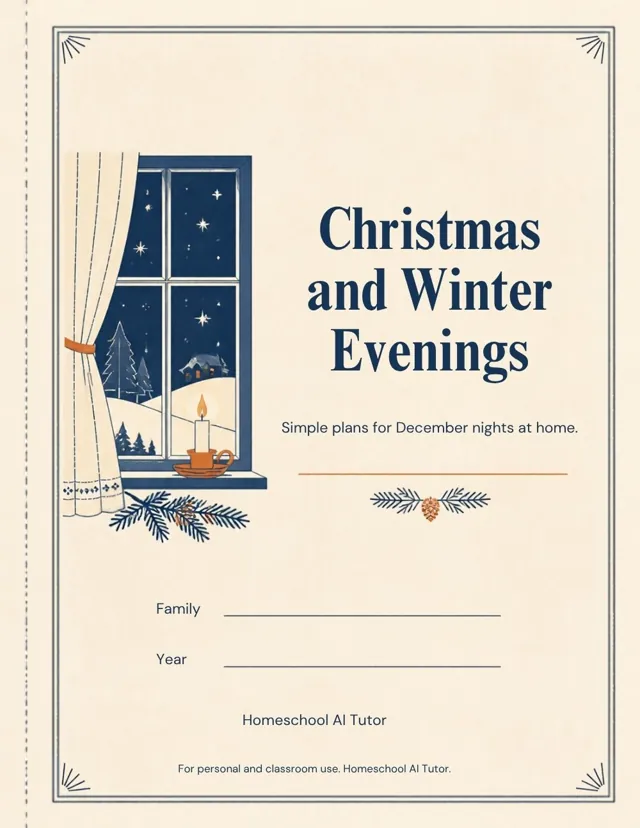 Christmas
and Winter
Evenings
Simple plans for December nights at home.
Family
Year
Homeschool AI Tutor
For personal and classroom use. Homeschool AI Tutor.